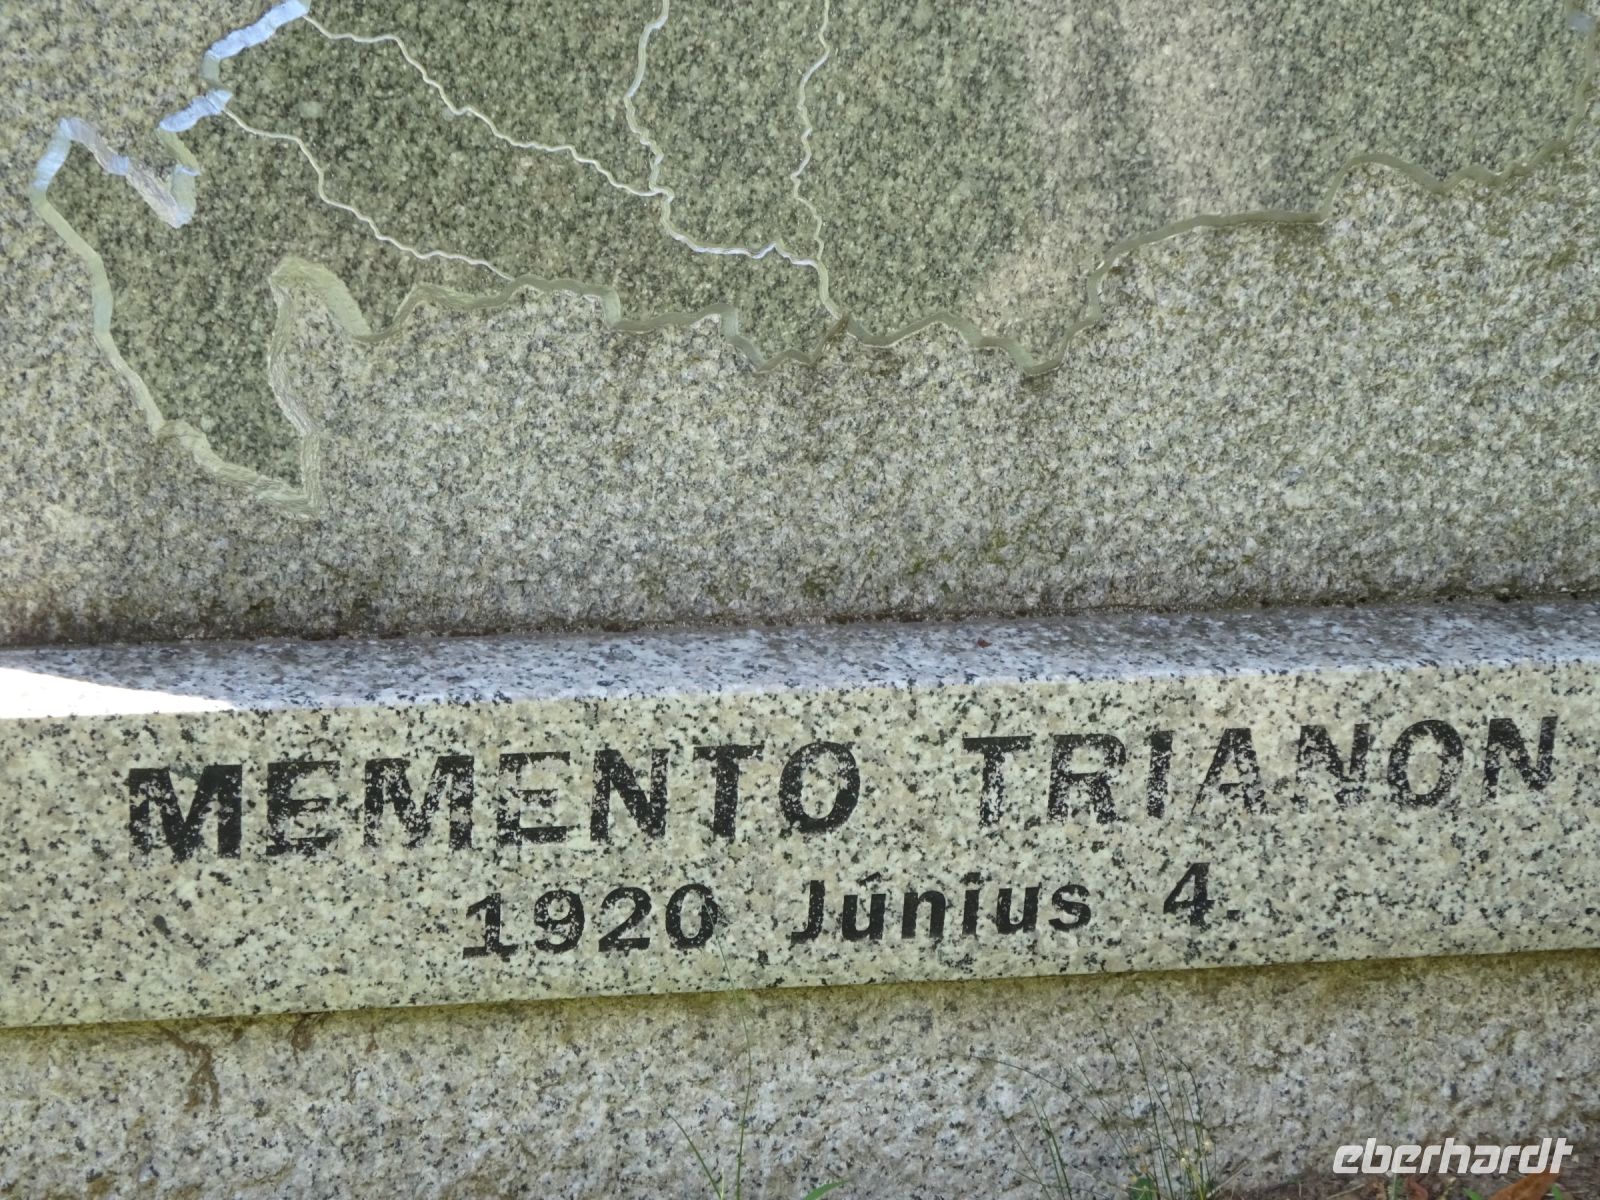 MEMENTO TRIANON
1920 Június 4.
eberhardt